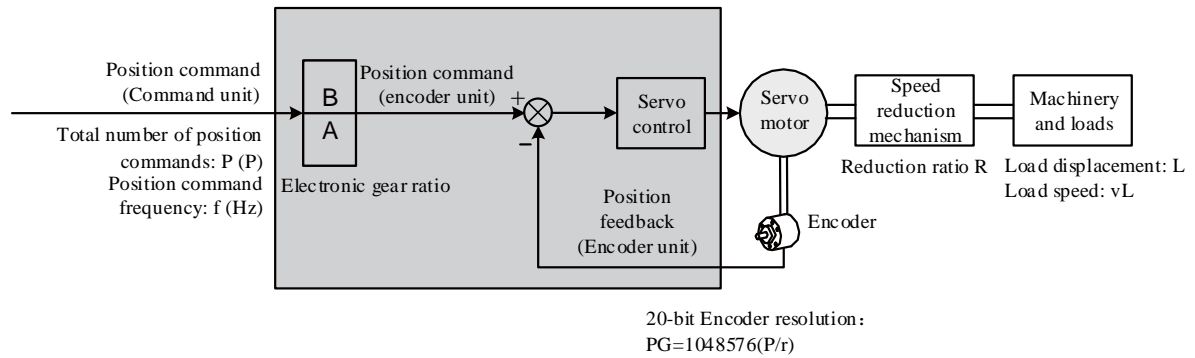 Position command
(Command unit)
Total number of position
commands: P (P)
Position command
frequency: f (Hz)
B
A
Electronic gear ratio
Position command
(encoder unit)
+
−
Servo
control
Position
feedback
(Encoder unit)
Servo
motor
Encoder
Speed
reduction
mechanism
Reduction ratio R
Machinery
and loads
Load displacement: L
Load speed: vL
20-bit Encoder resolution：
PG=1048576(P/r)